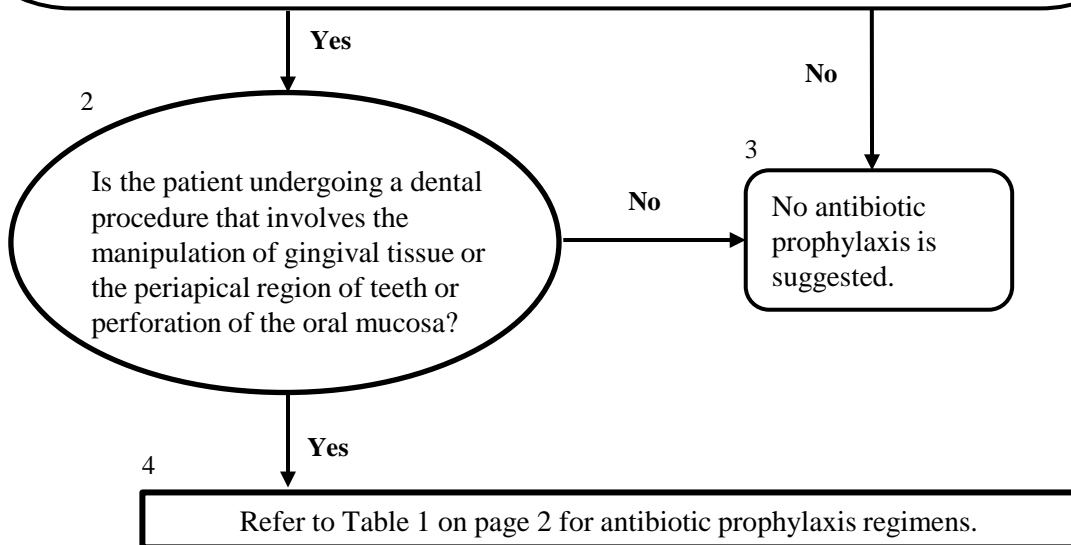 Yes
No
2
Is the patient undergoing a dental
procedure that involves the
manipulation of gingival tissue or
the periapical region of teeth or
perforation of the oral mucosa?
No
3
No antibiotic
prophylaxis is
suggested.
Yes
4
Refer to Table 1 on page 2 for antibiotic prophylaxis regimens.